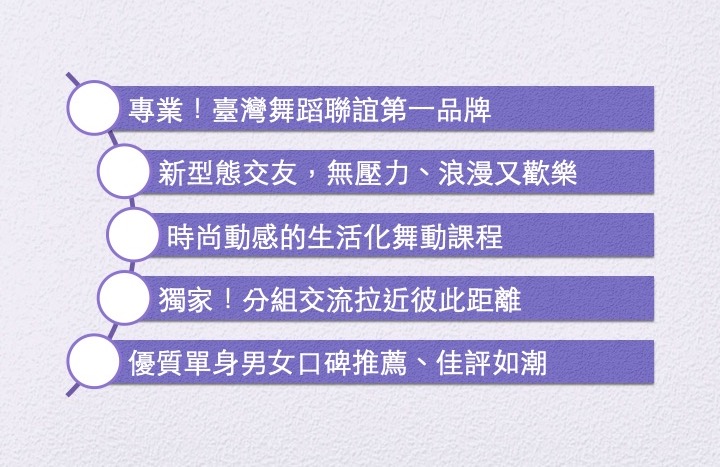 專業！臺灣舞蹈聯誼第一品牌
新型態交友，無壓力、浪漫又歡樂
時尚動感的生活化舞動課程
獨家！分組交流拉近彼此距離
優質單身男女口碑推薦、佳評如潮